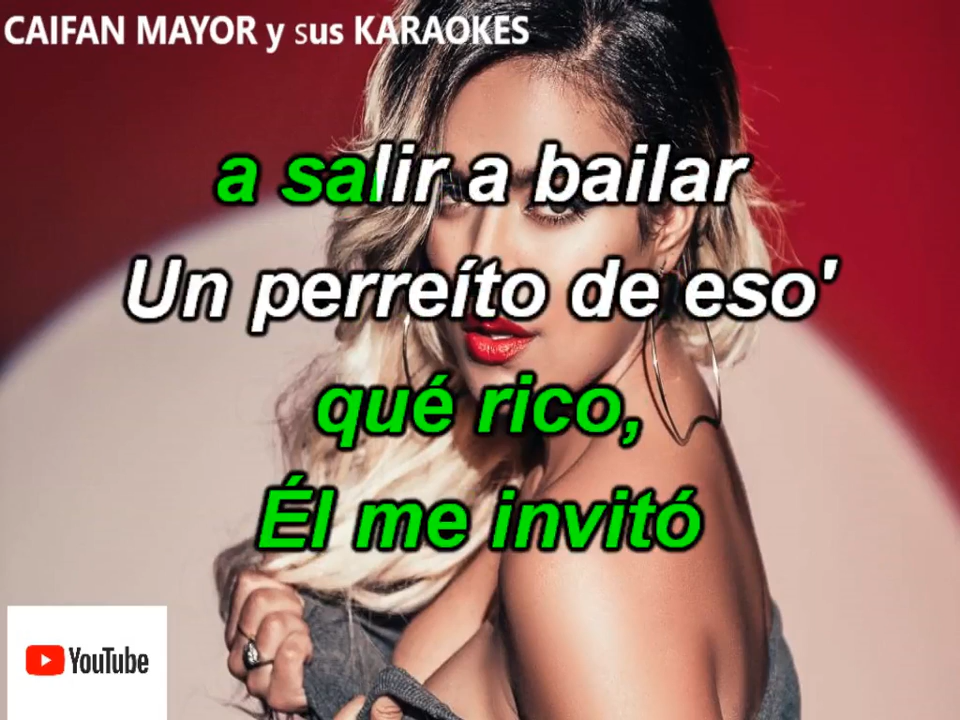 CAIFAN MAYOR y sus KARAOKES
a salir a bailar
Un perreíto de eso'
qué rico,
Él me invitó
YouTube